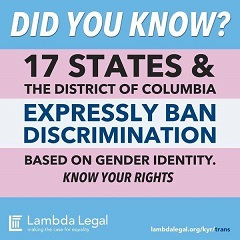 DID YOU KNOW?
17 STATES &
THE DISTRICT OF COLUMBIA
EXPRESSLY BAN
DISCRIMINATION
BASED ON GENDER IDENTITY.
KNOW YOUR RIGHTS
Lambda Legal
making the case for equality
lambdalegal.org/kyr/trans